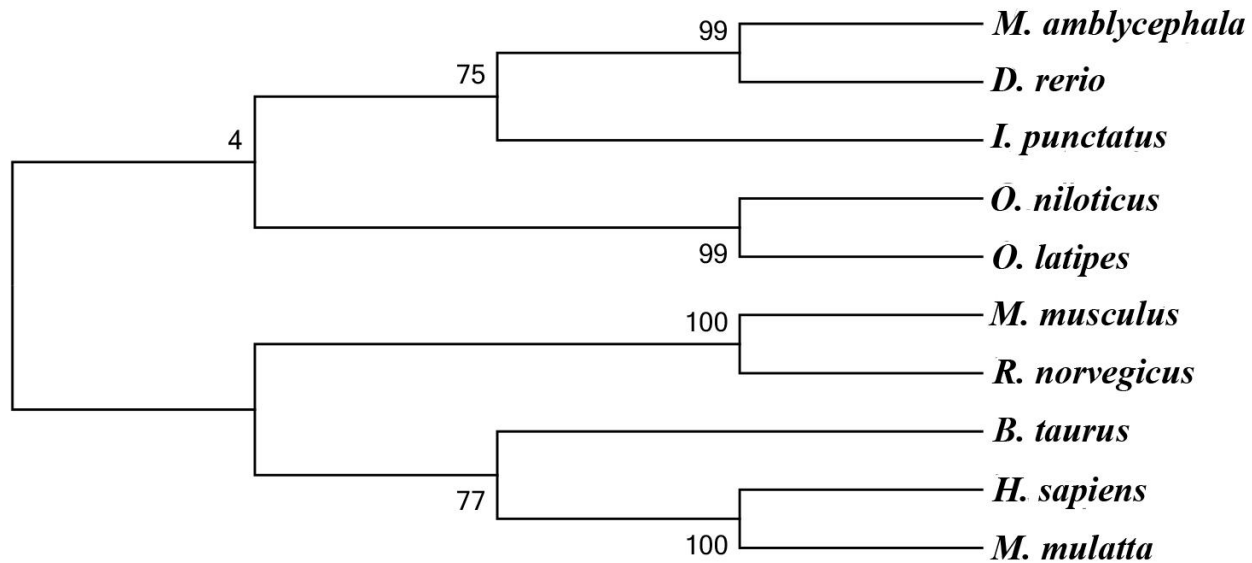 99
M. amblycephala
75
D. rerio
4
I. punctatus
O. niloticus
99
O. latipes
100
M. musculus
R. norvegicus
B. taurus
77
H. sapiens
100
M. mulatta